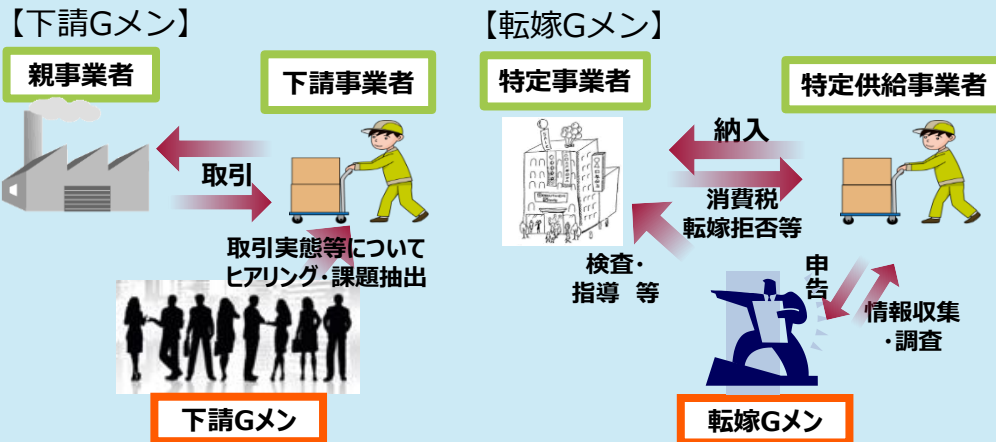 【下請Gメン】
親事業者
下請事業者
取引
取引実態等について
ヒアリング・課題抽出
下請Gメン
【転嫁Gメン】
特定事業者
特定供給事業者
納入
消費税
転嫁拒否等
検査・
指導 等
申告
情報収集
・調査
転嫁Gメン